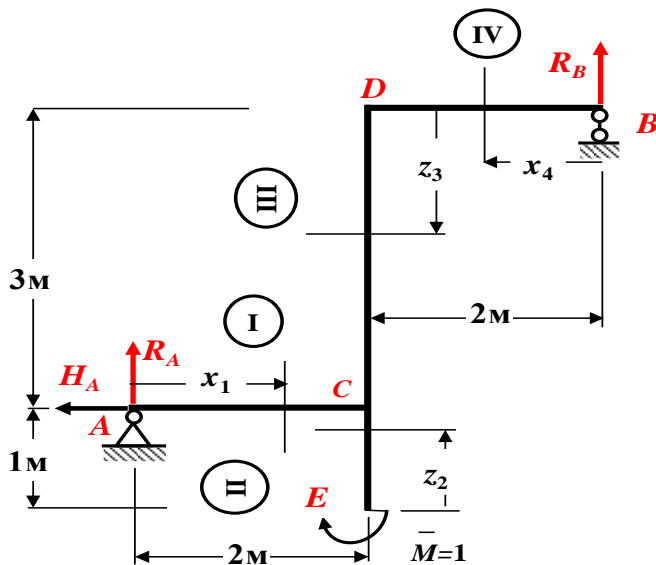 IV
R_B
D
B
z_3
x_4
III
3м
I
2м
H_A
R_A
x_1
C
A
1м
II
z_2
E
2м
M̄=1